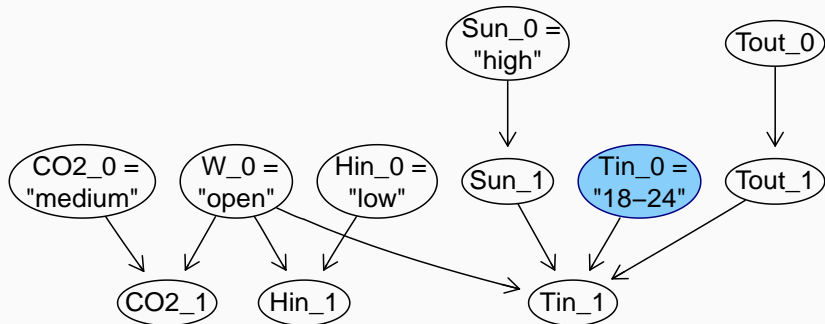 Sun_0 =
"high"
Tout_0
CO2_0 =
"medium"
W_0 =
"open"
Hin_0 =
"low"
Sun_1
Tin_0 =
"18−24"
Tout_1
CO2_1
Hin_1
Tin_1